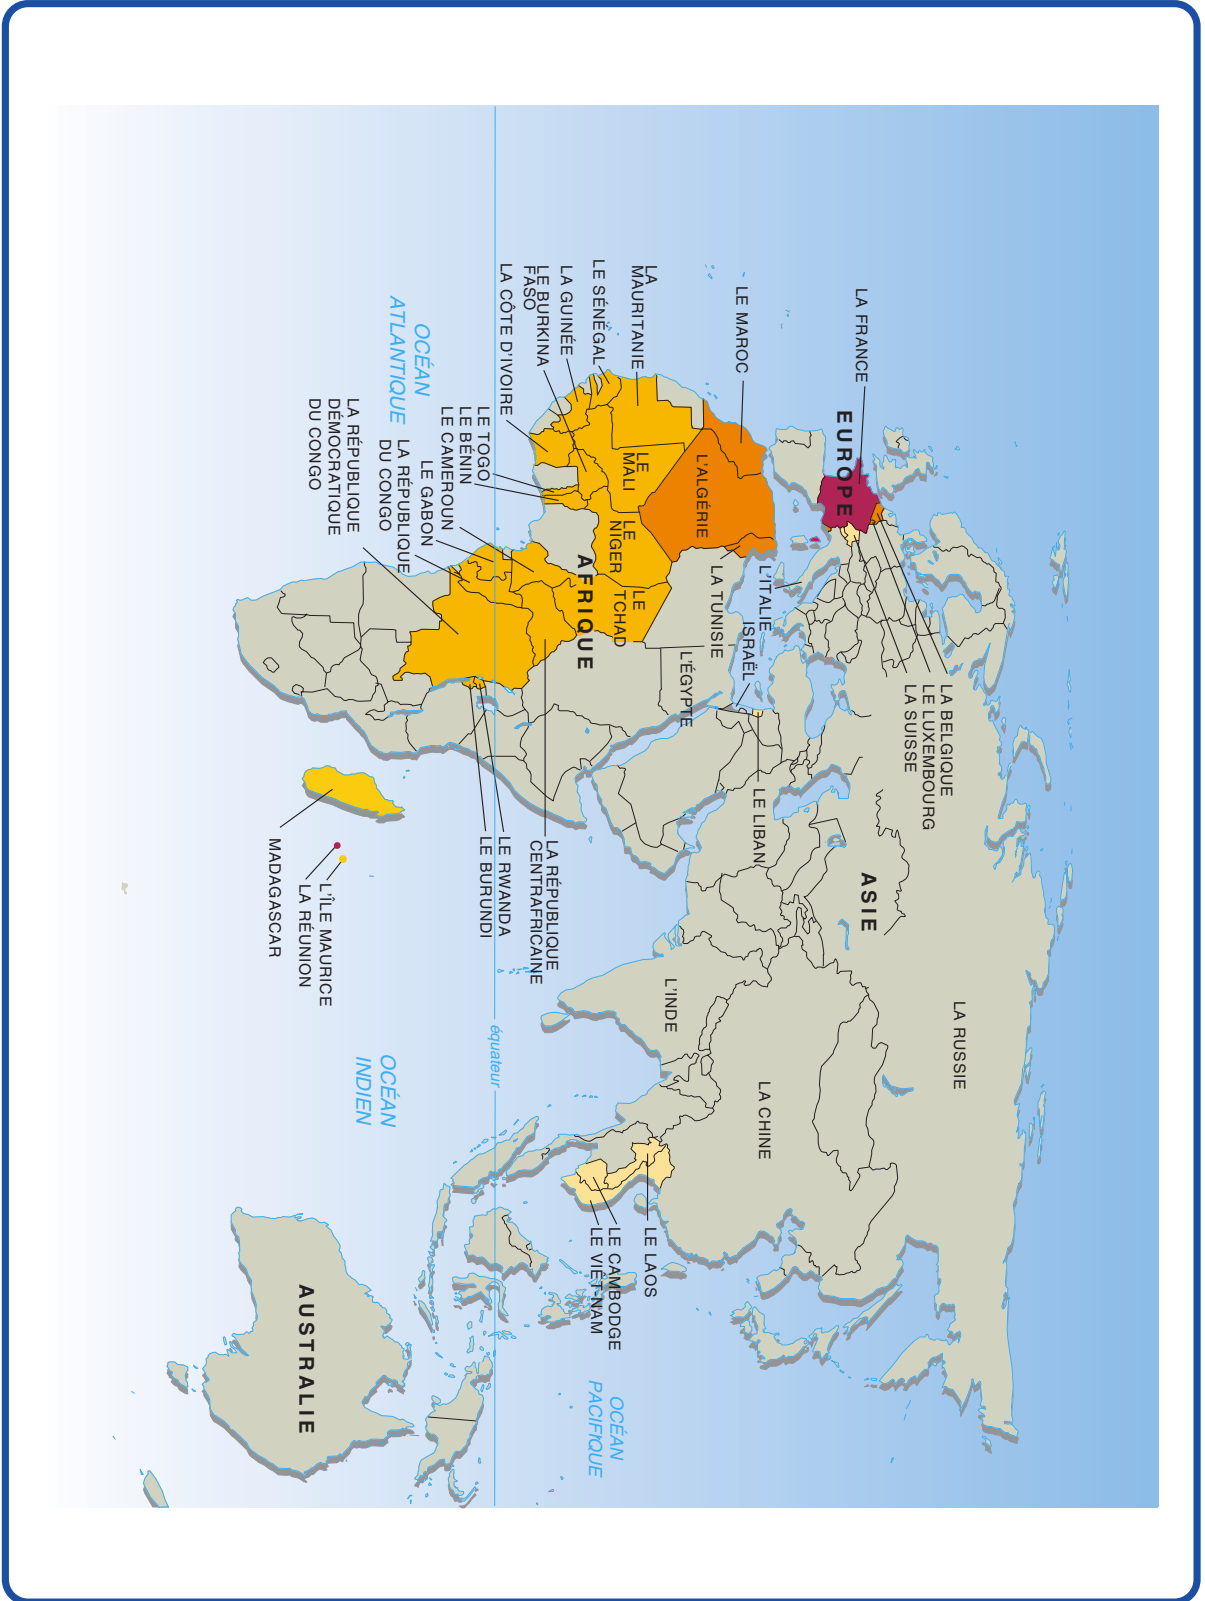 LA FRANCE
EUROPE
LA BELGIQUE
LE LUXEMBOURG
LA SUISSE
L'ITALIE
LA RUSSIE
ASIE
LA CHINE
L'INDE
LE LIBAN
ISRAËL
L'ÉGYPTE
LA TUNISIE
L'ALGÉRIE
LE MAROC
LA
MAURITANIE
LE SÉNÉGAL
LA GUINÉE
LE BURKINA
FASO
LA CÔTE D'IVOIRE
LE
MALI
LE
NIGER
LE
TCHAD
AFRIQUE
LE TOGO
LE BÉNIN
LE CAMEROUN
LE GABON
LA RÉPUBLIQUE
DU CONGO
LA RÉPUBLIQUE
DÉMOCRATIQUE
DU CONGO
OCÉAN
ATLANTIQUE
LA RÉPUBLIQUE
CENTRAFRICAINE
LE RWANDA
LE BURUNDI
L'ÎLE MAURICE
LA RÉUNION
MADAGASCAR
équateur
OCÉAN
INDIEN
LE LAOS
LE CAMBODGE
LE VIÊT-NAM
OCÉAN
PACIFIQUE
AUSTRALIE